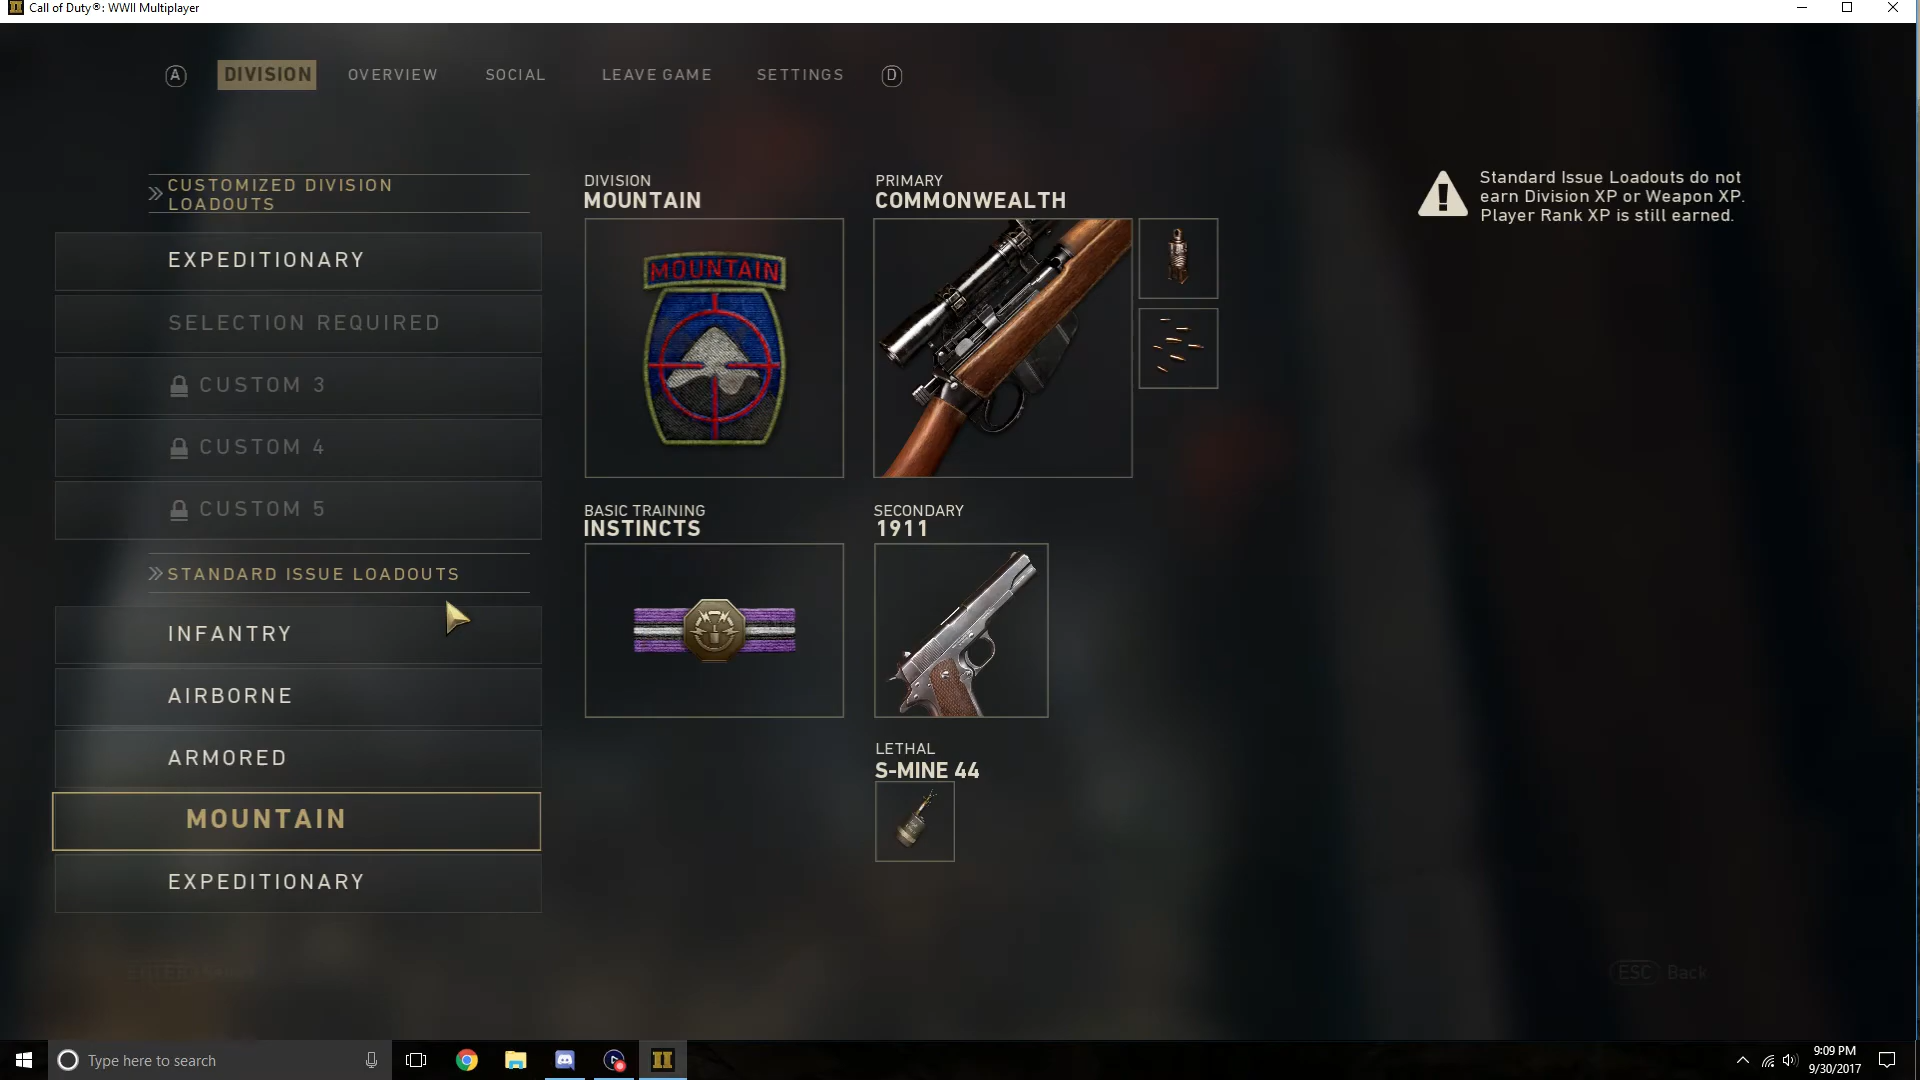 Call of Duty®: WWII Multiplayer
A DIVISION OVERVIEW SOCIAL LEAVE GAME SETTINGS D
CUSTOMIZED DIVISION
LOADOUTS
EXPEDITIONARY
SELECTION REQUIRED
CUSTOM 3
CUSTOM 4
CUSTOM 5
STANDARD ISSUE LOADOUTS
INFANTRY
AIRBORNE
ARMORED
MOUNTAIN
EXPEDITIONARY
DIVISION
MOUNTAIN
MOUNTAIN
BASIC TRAINING
INSTINCTS
PRIMARY
COMMONWEALTH
SECONDARY
1911
LETHAL
S-MINE 44
Standard Issue Loadouts do not
earn Division XP or Weapon XP.
Player Rank XP is still earned.
ESC Back
Type here to search
9:09 PM
9/30/2017